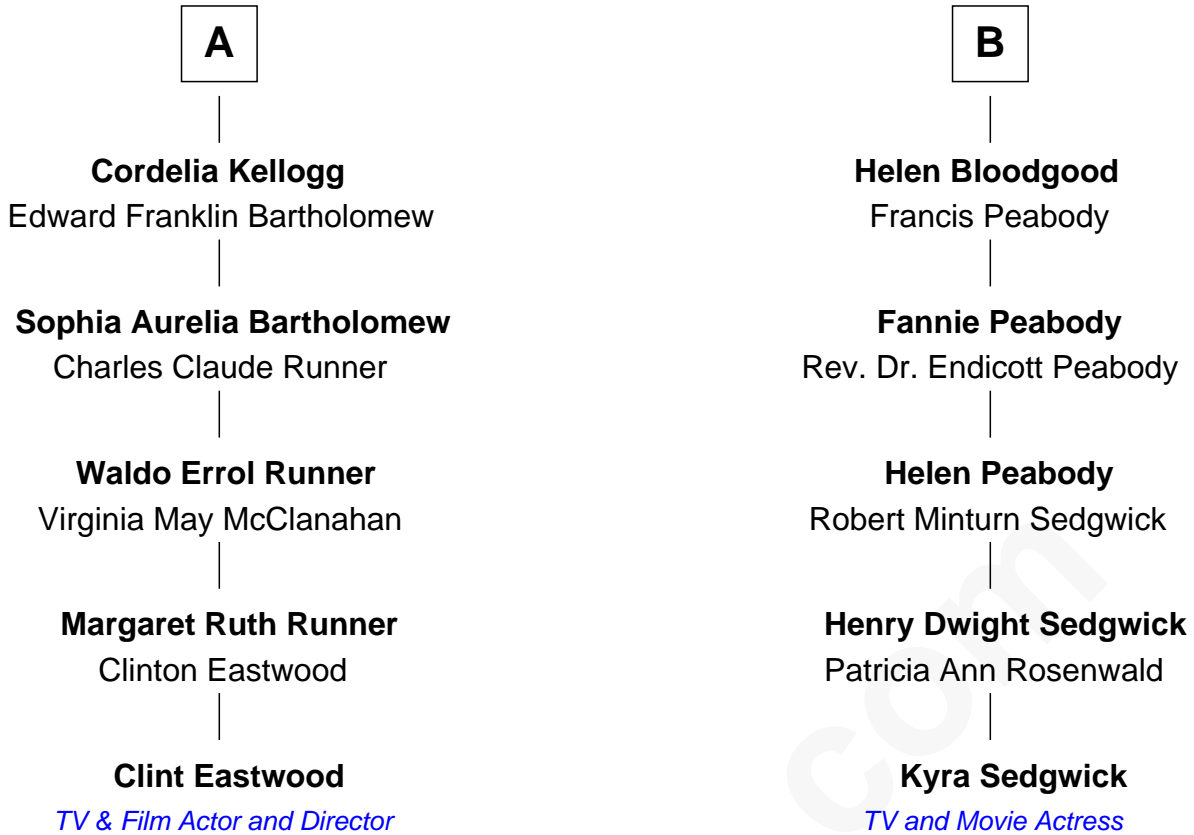 A
Cordelia Kellogg
Edward Franklin Bartholomew
Sophia Aurelia Bartholomew
Charles Claude Runner
Waldo Errol Runner
Virginia May McClanahan
Margaret Ruth Runner
Clinton Eastwood
Clint Eastwood
TV & Film Actor and Director
B
Helen Bloodgood
Francis Peabody
Fannie Peabody
Rev. Dr. Endicott Peabody
Helen Peabody
Robert Minturn Sedgwick
Henry Dwight Sedgwick
Patricia Ann Rosenwald
Kyra Sedgwick
TV and Movie Actress
com